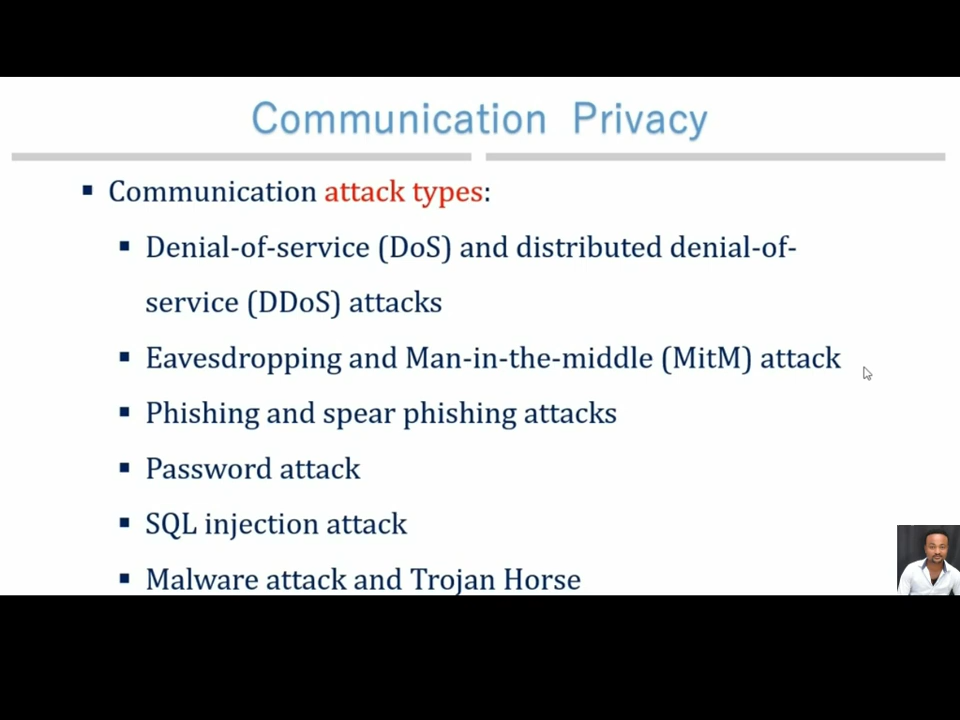 Communication Privacy
▪ Communication attack types:
▪ Denial-of-service (DoS) and distributed denial-of-
service (DDoS) attacks
▪ Eavesdropping and Man-in-the-middle (MitM) attack
▪ Phishing and spear phishing attacks
▪ Password attack
▪ SQL injection attack
▪ Malware attack and Trojan Horse